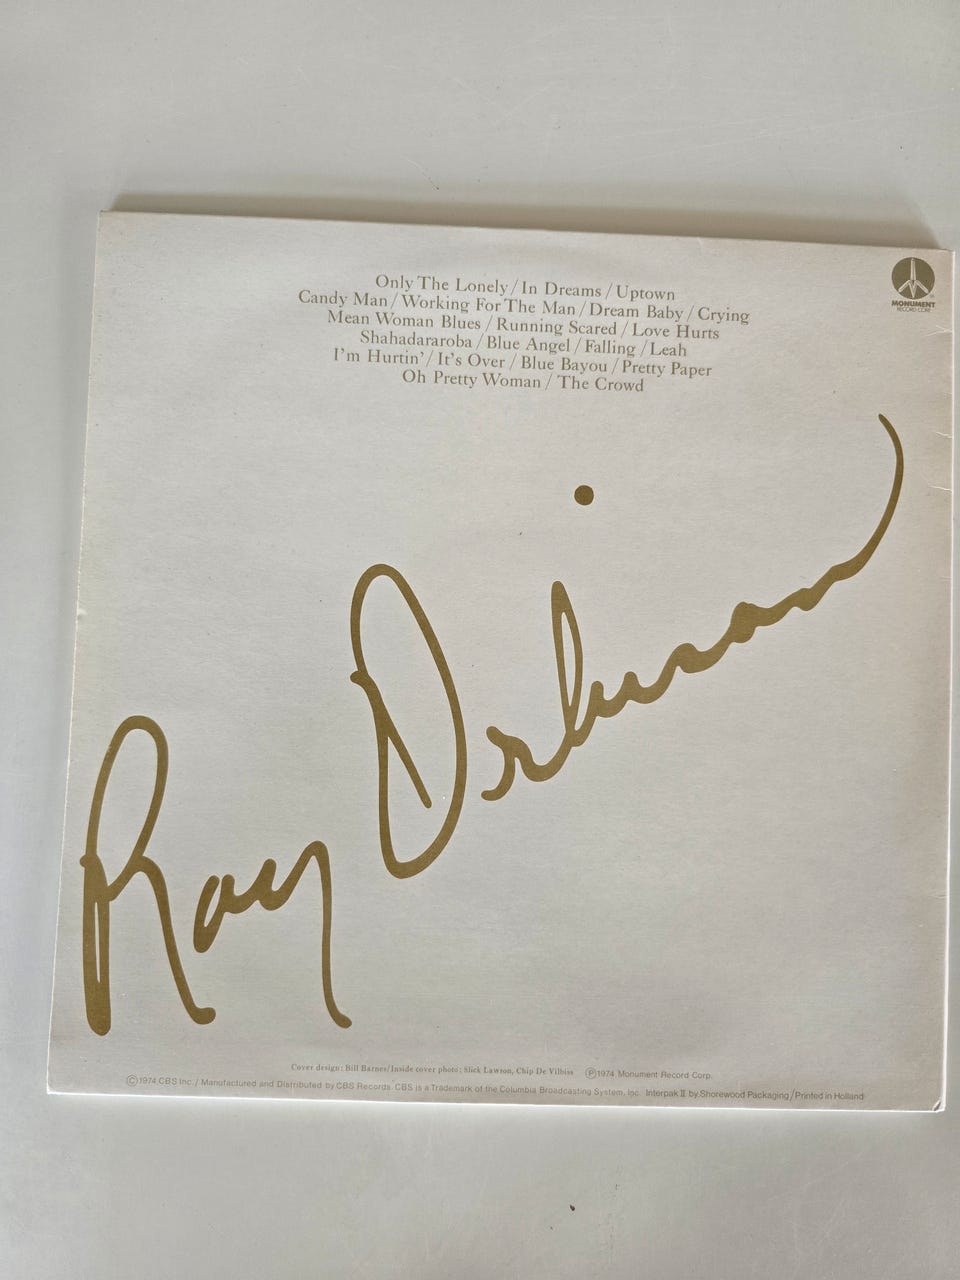 Only The Lonely / In Dreams / Uptown
Candy Man / Working For The Man / Dream Baby / Crying
Mean Woman Blues / Running Scared / Love Hurts
Shahadararoba / Blue Angel / Falling / Leah
I'm Hurtin' / It's Over / Blue Bayou / Pretty Paper
Oh Pretty Woman / The Crowd
MONUMENT
RECORD CORP.
Roy Orbison
Cover design: Bill Barnes/Inside cover photo: Slick Lawson, Chip De Vilbiss ℗1974 Monument Record Corp.
©1974 CBS Inc. / Manufactured and Distributed by CBS Records. CBS is a Trademark of the Columbia Broadcasting System, Inc. Interpak II by Shorewood Packaging/Printed in Holland